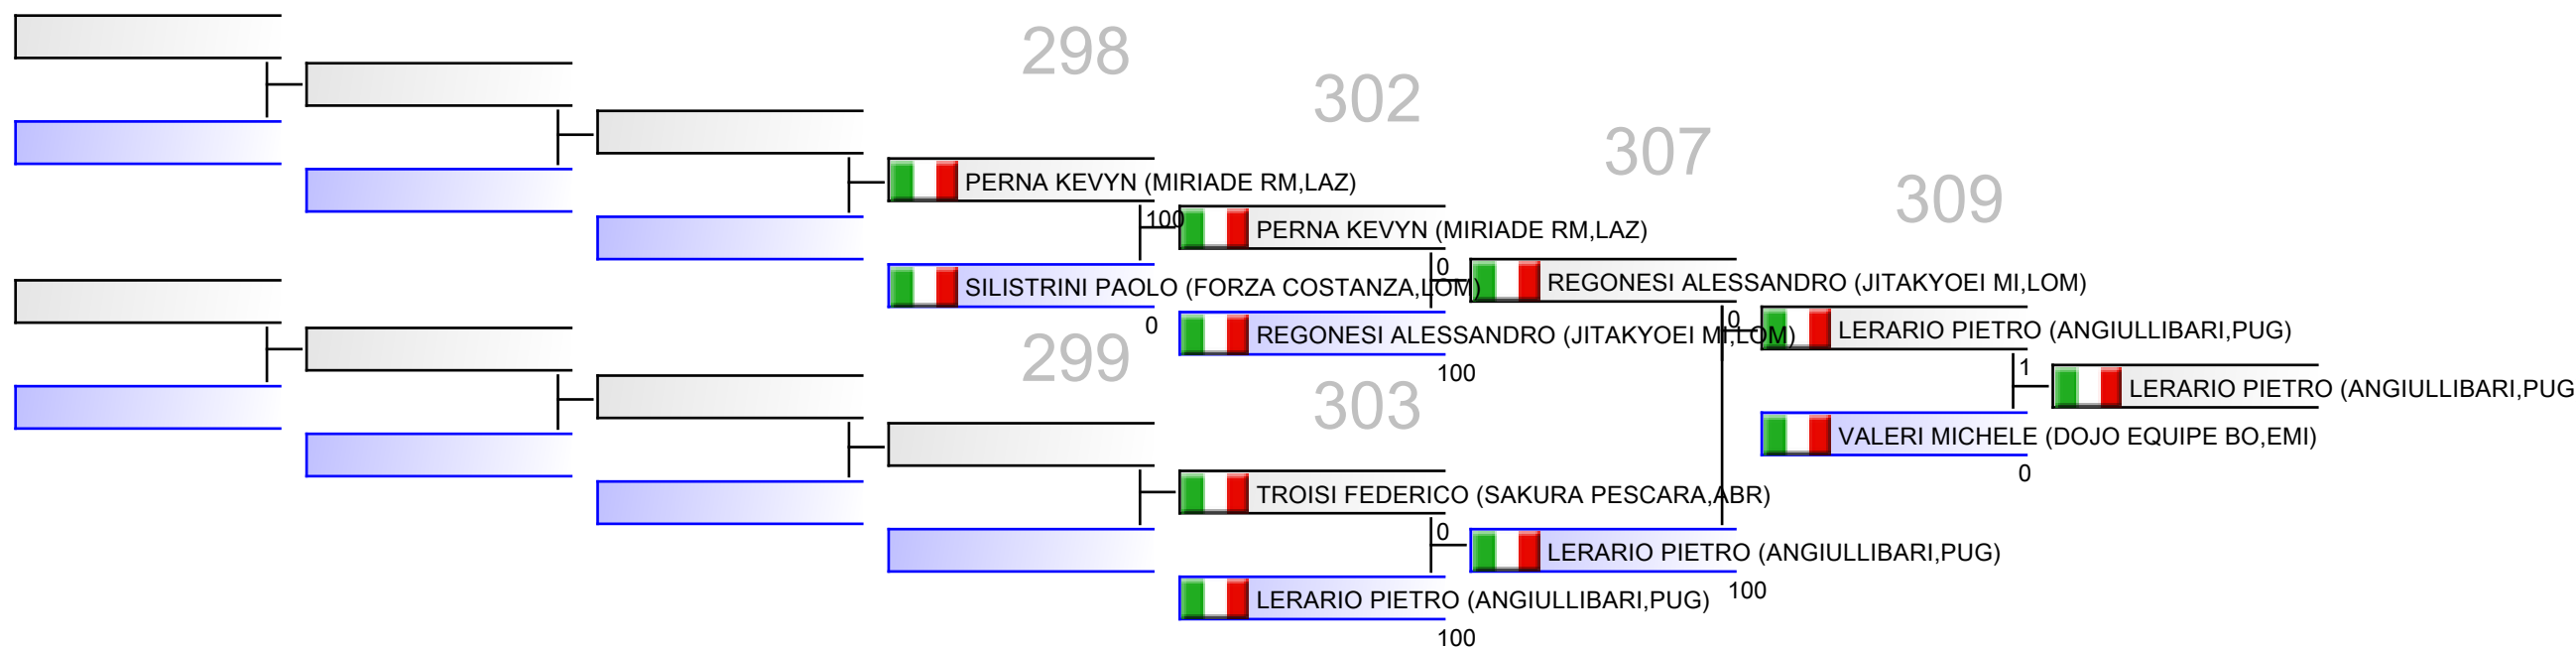 298
302
307
309
PERNA KEVYN (MIRIADE RM,LAZ)
100
PERNA KEVYN (MIRIADE RM,LAZ)
0
SILISTRINI PAOLO (FORZA COSTANZA,LOM)
REGONESI ALESSANDRO (JITAKYOEI MI,LOM)
0
0
REGONESI ALESSANDRO (JITAKYOEI MI,LOM)
LERARIO PIETRO (ANGIULLIBARI,PUG)
299
100
1
303
LERARIO PIETRO (ANGIULLIBARI,PUG
VALERI MICHELE (DOJO EQUIPE BO,EMI)
0
TROISI FEDERICO (SAKURA PESCARA,ABR)
0
LERARIO PIETRO (ANGIULLIBARI,PUG)
100
LERARIO PIETRO (ANGIULLIBARI,PUG)
100